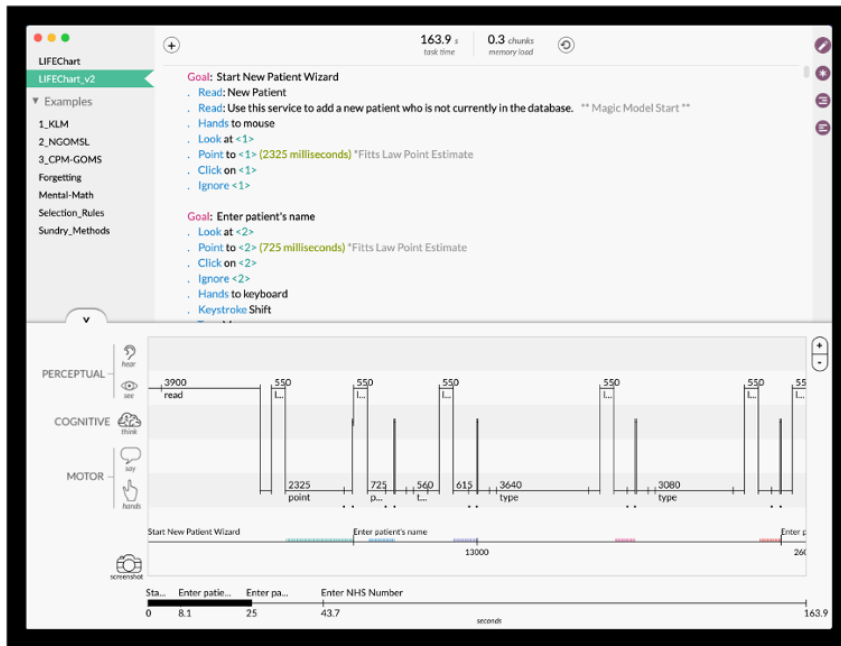 163.9 s
task time
0.3 chunks
memory load
LIFEChart
LIFEChart_v2
Examples
1_KLM
2_NGOMSL
3_CPM-GOMS
Forgetting
Mental-Math
Selection_Rules
Sundry_Methods
Goal: Start New Patient Wizard
. Read: New Patient
. Read: Use this service to add a new patient who is not currently in the database. ** Magic Model Start **
. Hands to mouse
. Look at <1>
. Point to <1> (2325 milliseconds) *Fitts Law Point Estimate
. Click on <1>
. Ignore <1>
Goal: Enter patient's name
. Look at <2>
. Point to <2> (725 milliseconds) *Fitts Law Point Estimate
. Click on <2>
. Ignore <2>
. Hands to keyboard
. Keystroke Shift
PERCEPTUAL
hear
see
COGNITIVE
think
MOTOR
say
hands
screenshot
3900 550 550 550 550 550 55
read l... l... l... l... l... l...
2325 725 560 615 3640 3080
point p... t... type type
Start New Patient Wizard Enter patient's name Enter p
13000 260
Sta... Enter patie... Enter pa... Enter NHS Number
0 8.1 25 43.7 163.9
seconds